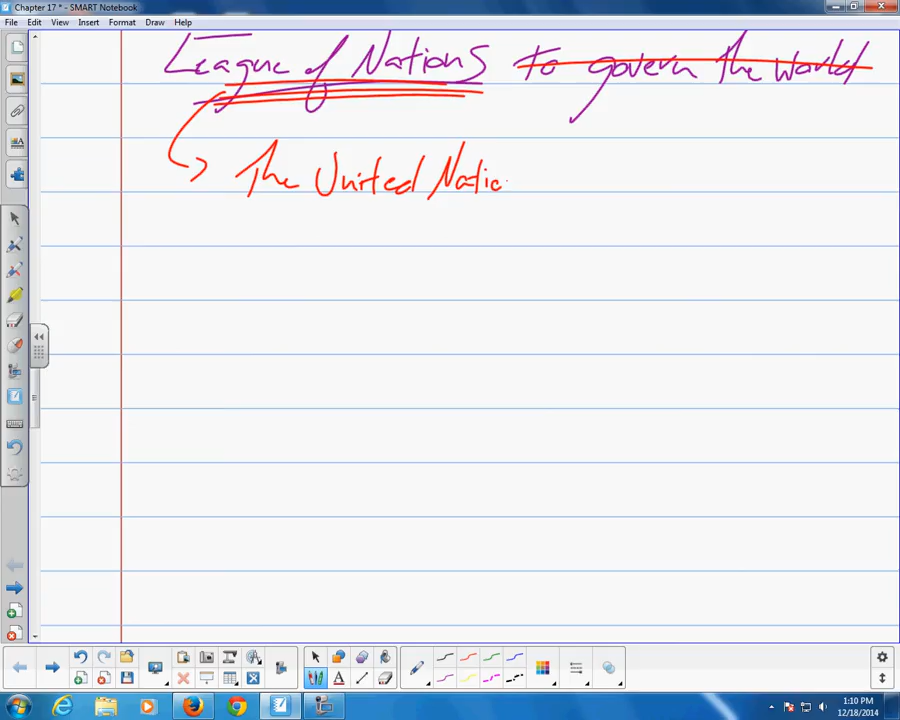 Chapter 17 * - SMART Notebook
File Edit View Insert Format Draw Help
League of Nations to govern the world
The United Natio
1:10 PM
12/18/2014